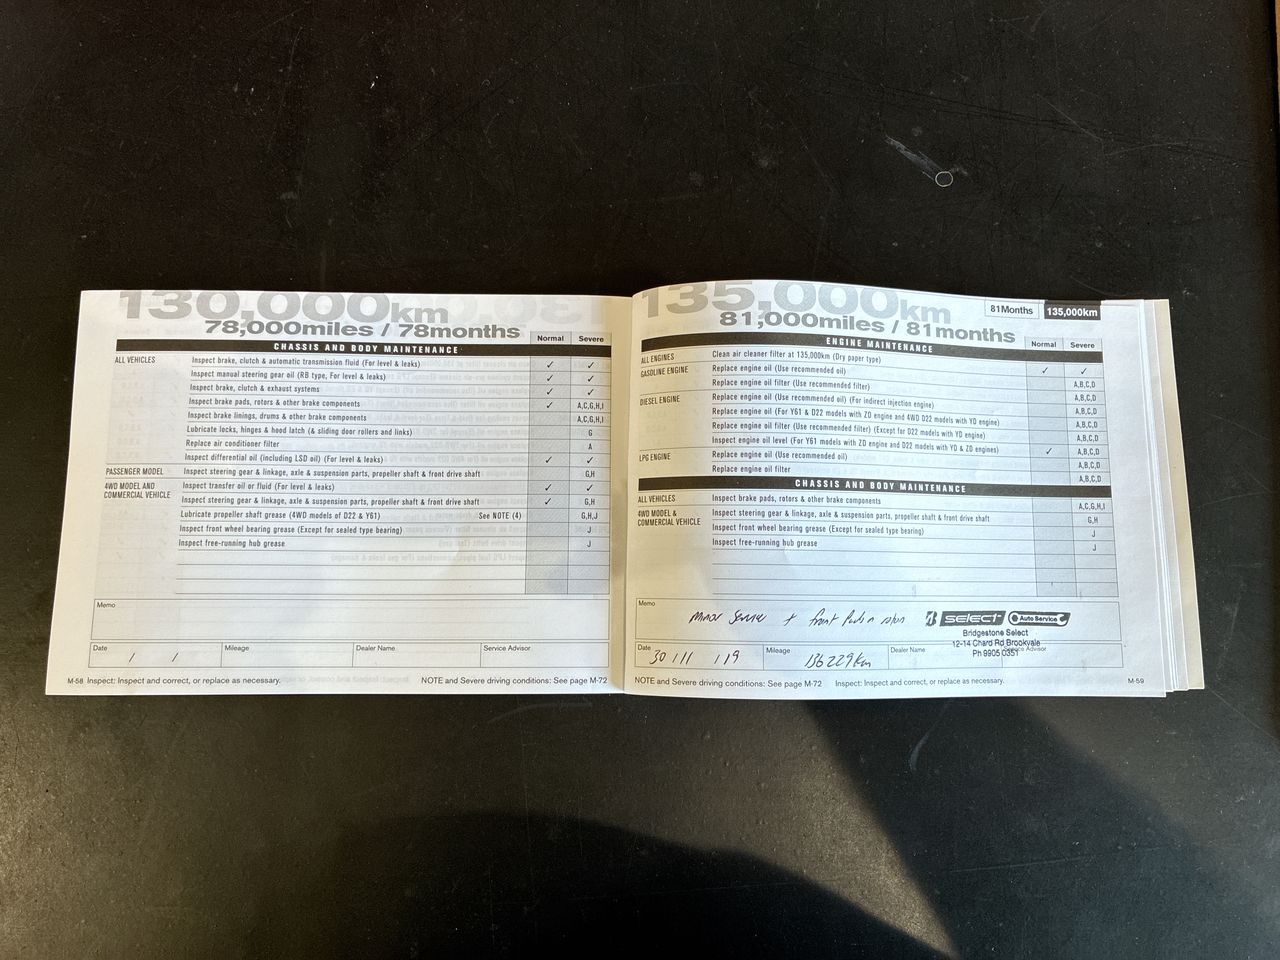 130,000km
78,000miles / 78months
Normal Severe
CHASSIS AND BODY MAINTENANCE
ALL VEHICLES Inspect brake, clutch & automatic transmission fluid (For level & leaks) ✓ ✓
Inspect manual steering gear oil (RB type, For level & leaks) ✓ ✓
Inspect brake, clutch & exhaust systems ✓ ✓
Inspect brake pads, rotors & other brake components ✓ A,C,G,H,I
Inspect brake linings, drums & other brake components A,C,G,H,I
Lubricate locks, hinges & hood latch (& sliding door rollers and links) G
Replace air conditioner filter A
Inspect differential oil (including LSD oil) (For level & leaks) ✓ ✓
PASSENGER MODEL Inspect steering gear & linkage, axle & suspension parts, propeller shaft & front drive shaft G,H
4WD MODEL AND COMMERCIAL VEHICLE Inspect transfer oil or fluid (For level & leaks) ✓ ✓
Inspect steering gear & linkage, axle & suspension parts, propeller shaft & front drive shaft ✓ G,H
Lubricate propeller shaft grease (4WD models of D22 & Y61) See NOTE (4) G,H,J
Inspect front wheel bearing grease (Except for sealed type bearing) J
Inspect free-running hub grease J
Memo
Date / / Mileage Dealer Name Service Advisor
M-58 Inspect: Inspect and correct, or replace as necessary. NOTE and Severe driving conditions: See page M-72
135,000km
81,000miles / 81months
81Months 135,000km
Normal Severe
ENGINE MAINTENANCE
ALL ENGINES Clean air cleaner filter at 135,000km (Dry paper type)
GASOLINE ENGINE Replace engine oil (Use recommended oil) ✓ ✓
Replace engine oil filter (Use recommended filter) A,B,C,D
DIESEL ENGINE Replace engine oil (Use recommended oil) (For indirect injection engine) A,B,C,D
Replace engine oil (For Y61 & D22 models with ZD engine and 4WD D22 models with YD engine) A,B,C,D
Replace engine oil filter (Use recommended filter) (Except for D22 models with YD engine) A,B,C,D
Inspect engine oil level (For Y61 models with ZD engine and D22 models with YD & ZD engines) ✓ A,B,C,D
LPG ENGINE Replace engine oil (Use recommended oil) A,B,C,D
Replace engine oil filter A,B,C,D
CHASSIS AND BODY MAINTENANCE
ALL VEHICLES Inspect brake pads, rotors & other brake components A,C,G,H,I
4WD MODEL & COMMERCIAL VEHICLE Inspect steering gear & linkage, axle & suspension parts, propeller shaft & front drive shaft G,H
Inspect front wheel bearing grease (Except for sealed type bearing) J
Inspect free-running hub grease J
Memo
Minor Service + front Pads n rotors
SELECT Auto Service
Bridgestone Select
12-14 Chard Rd Brookvale
Ph 9905 0351
Date 30/11/19 Mileage 136229km Dealer Name Service Advisor
NOTE and Severe driving conditions: See page M-72 Inspect: Inspect and correct, or replace as necessary. M-59